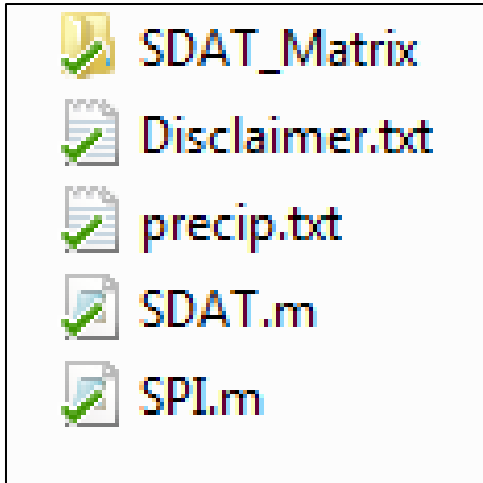 SDAT_Matrix
Disclaimer.txt
precip.txt
SDAT.m
SPI.m